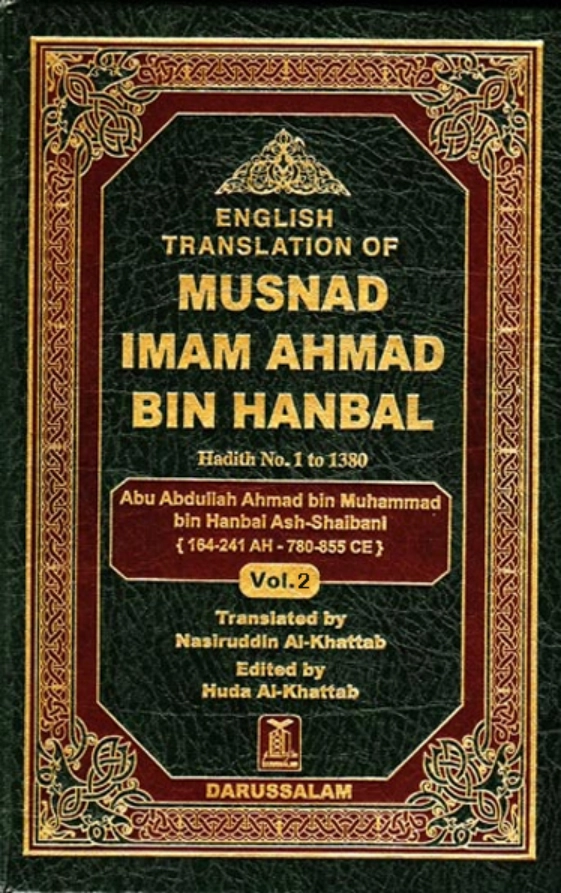 ENGLISH
TRANSLATION OF
MUSNAD
IMAM AHMAD
BIN HANBAL
Hadith No. 1 to 1380
Abu Abdullah Ahmad bin Muhammad
bin Hanbal Ash-Shaibani
{ 164-241 AH - 780-855 CE }
Vol.2
Translated by
Nasiruddin Al-Khattab
Edited by
Huda Al-Khattab
DARUSSALAM